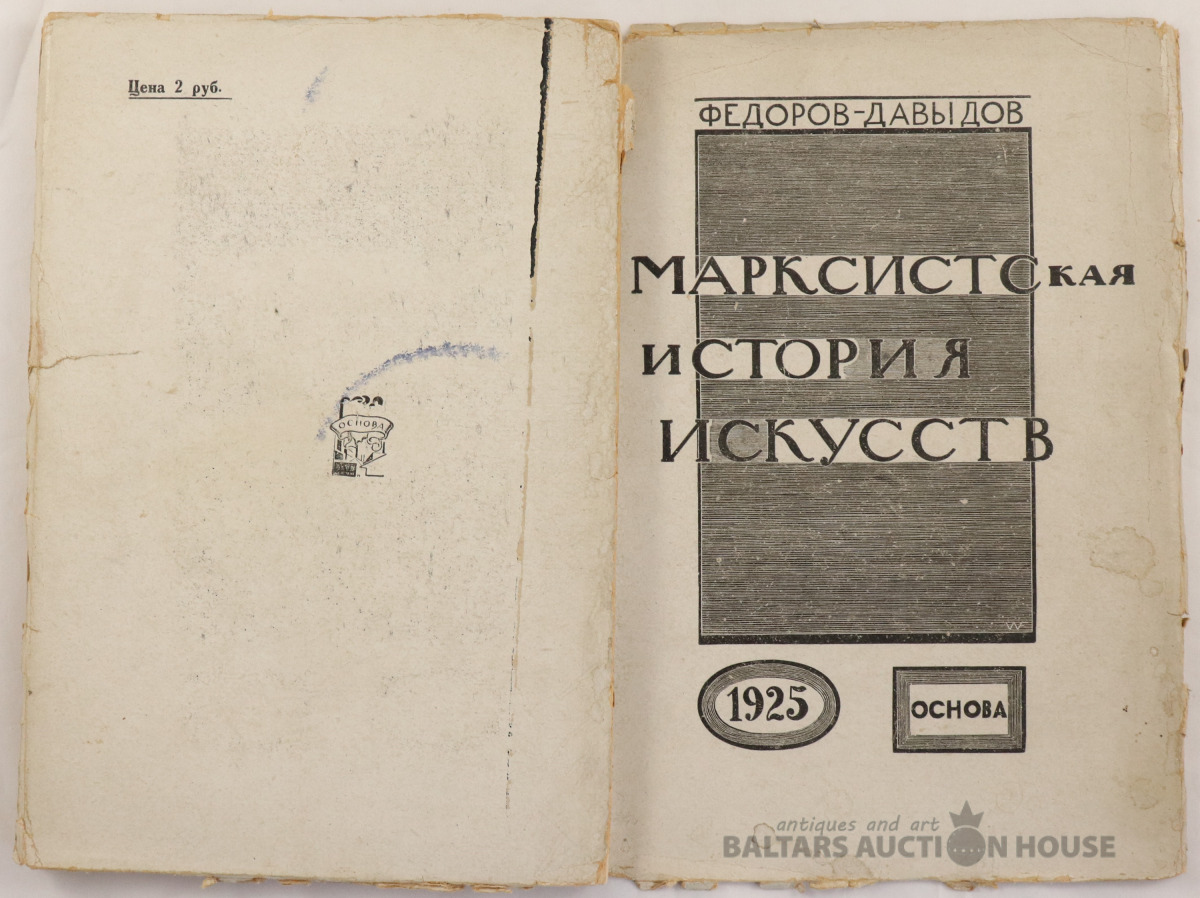 Цена 2 руб.
ОСНОВА
ФЕДОРОВ-ДАВЫДОВ
МАРКСИСТСКАЯ
ИСТОРИЯ
ИСКУССТВ
W
1925
ОСНОВА
antiques and art
BALTARS AUCTION HOUSE